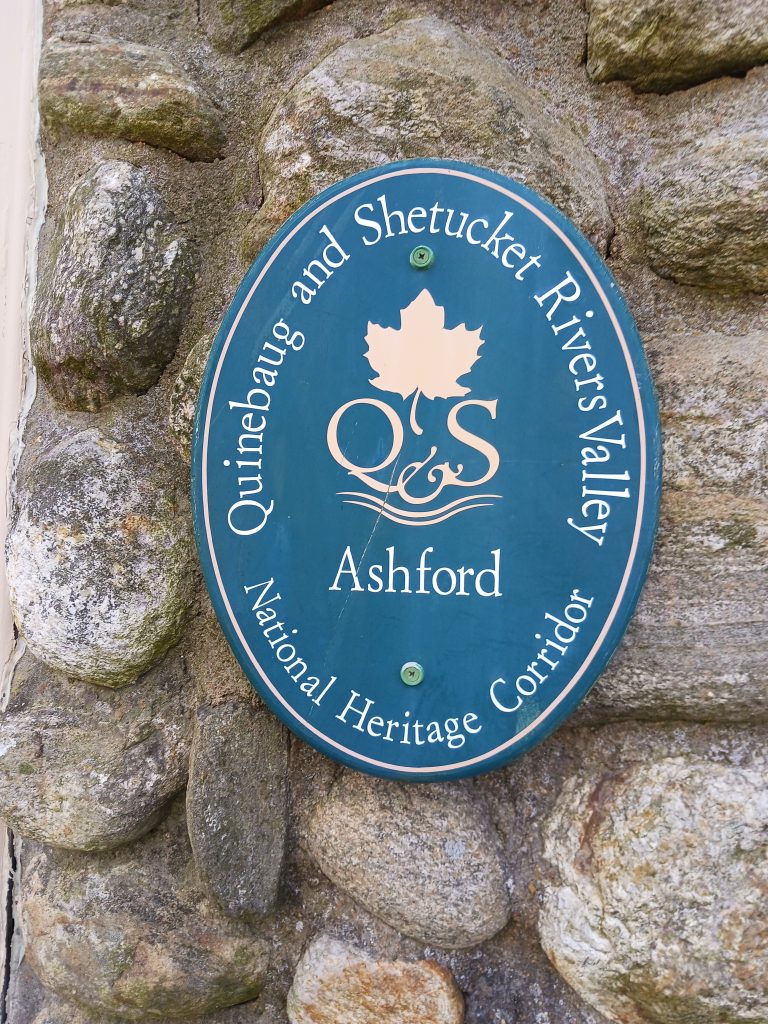 Quinebaug and Shetucket Rivers Valley
Q&S
Ashford
National Heritage Corridor